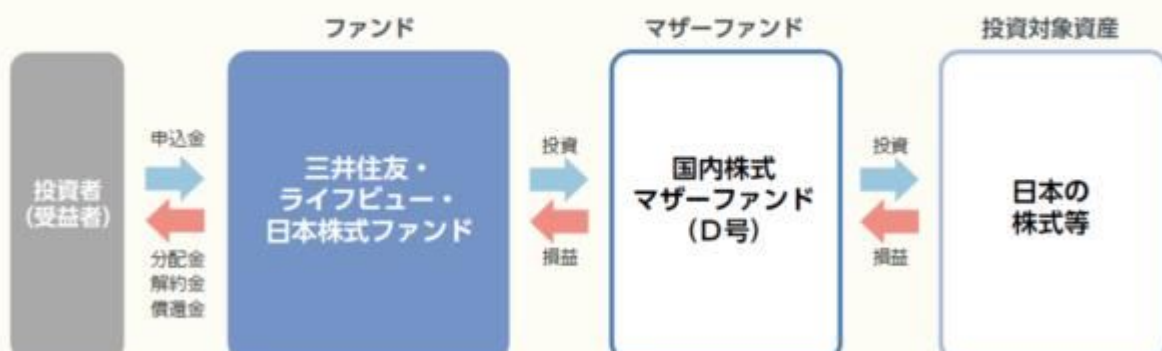 ファンド
マザーファンド
投資対象資産
投資者
(受益者)
申込金
分配金
解約金
償還金
三井住友・
ライフビュー・
日本株式ファンド
投資
損益
国内株式
マザーファンド
(D号)
投資
損益
日本の
株式等